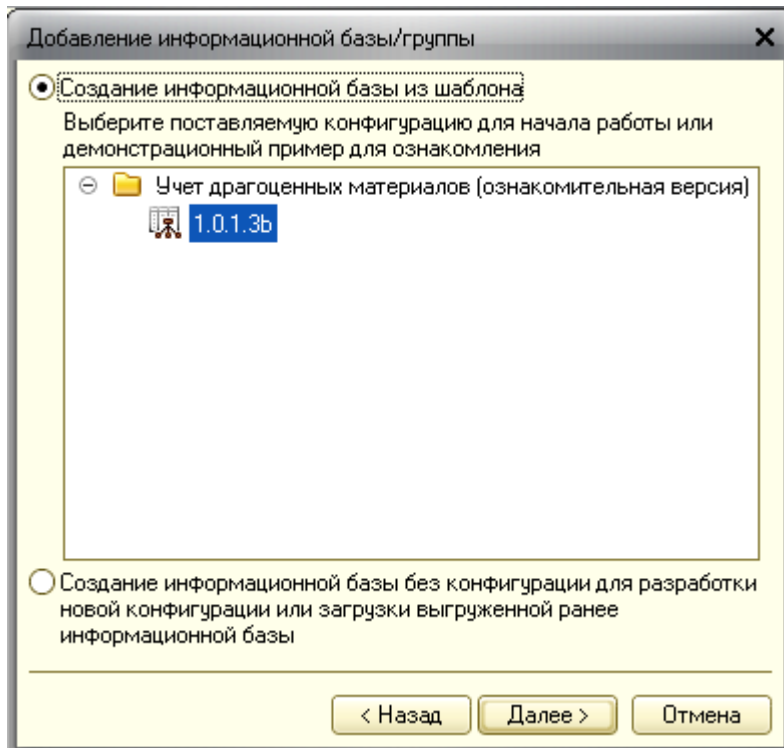 Добавление информационной базы/группы
Создание информационной базы из шаблона
Выберите поставляемую конфигурацию для начала работы или
демонстрационный пример для ознакомления
Учет драгоценных материалов (ознакомительная версия)
1.0.1.3b
Создание информационной базы без конфигурации для разработки
новой конфигурации или загрузки выгруженной ранее
информационной базы
< Назад Далее > Отмена